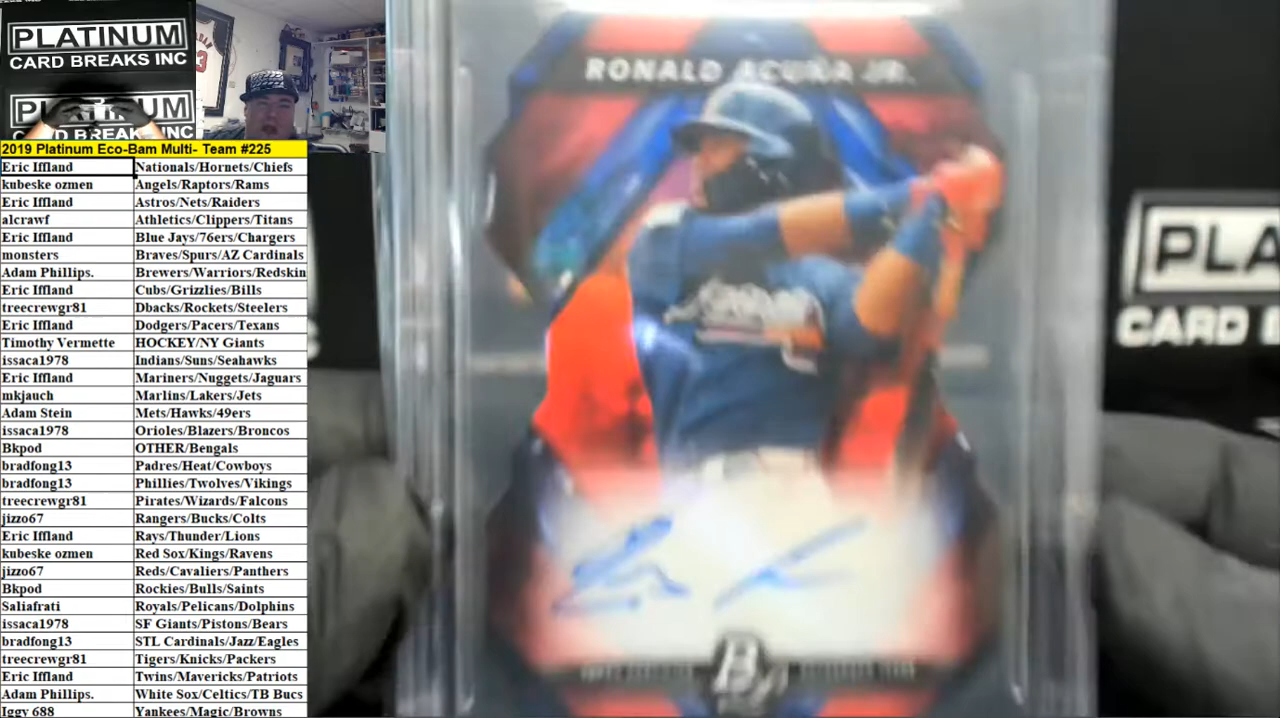 PLATINUM
CARD BREAKS INC
PLATINUM
CARD BREAKS INC
2019 Platinum Eco-Bam Multi- Team #225
Eric Iffland Nationals/Hornets/Chiefs
kubeske ozmen Angels/Raptors/Rams
Eric Iffland Astros/Nets/Raiders
alcrawf Athletics/Clippers/Titans
Eric Iffland Blue Jays/76ers/Chargers
monsters Braves/Spurs/AZ Cardinals
Adam Phillips. Brewers/Warriors/Redskin
Eric Iffland Cubs/Grizzlies/Bills
treecrewgr81 Dbacks/Rockets/Steelers
Eric Iffland Dodgers/Pacers/Texans
Timothy Vermette HOCKEY/NY Giants
issaca1978 Indians/Suns/Seahawks
Eric Iffland Mariners/Nuggets/Jaguars
mkjauch Marlins/Lakers/Jets
Adam Stein Mets/Hawks/49ers
issaca1978 Orioles/Blazers/Broncos
Bkpod OTHER/Bengals
bradfong13 Padres/Heat/Cowboys
bradfong13 Phillies/Twolves/Vikings
treecrewgr81 Pirates/Wizards/Falcons
jizzo67 Rangers/Bucks/Colts
Eric Iffland Rays/Thunder/Lions
kubeske ozmen Red Sox/Kings/Ravens
jizzo67 Reds/Cavaliers/Panthers
Bkpod Rockies/Bulls/Saints
Saliafrati Royals/Pelicans/Dolphins
issaca1978 SF Giants/Pistons/Bears
bradfong13 STL Cardinals/Jazz/Eagles
treecrewgr81 Tigers/Knicks/Packers
Eric Iffland Twins/Mavericks/Patriots
Adam Phillips. White Sox/Celtics/TB Bucs
Iggy 688 Yankees/Magic/Browns
RONALD ACUÑA JR.
PLA
CARD B